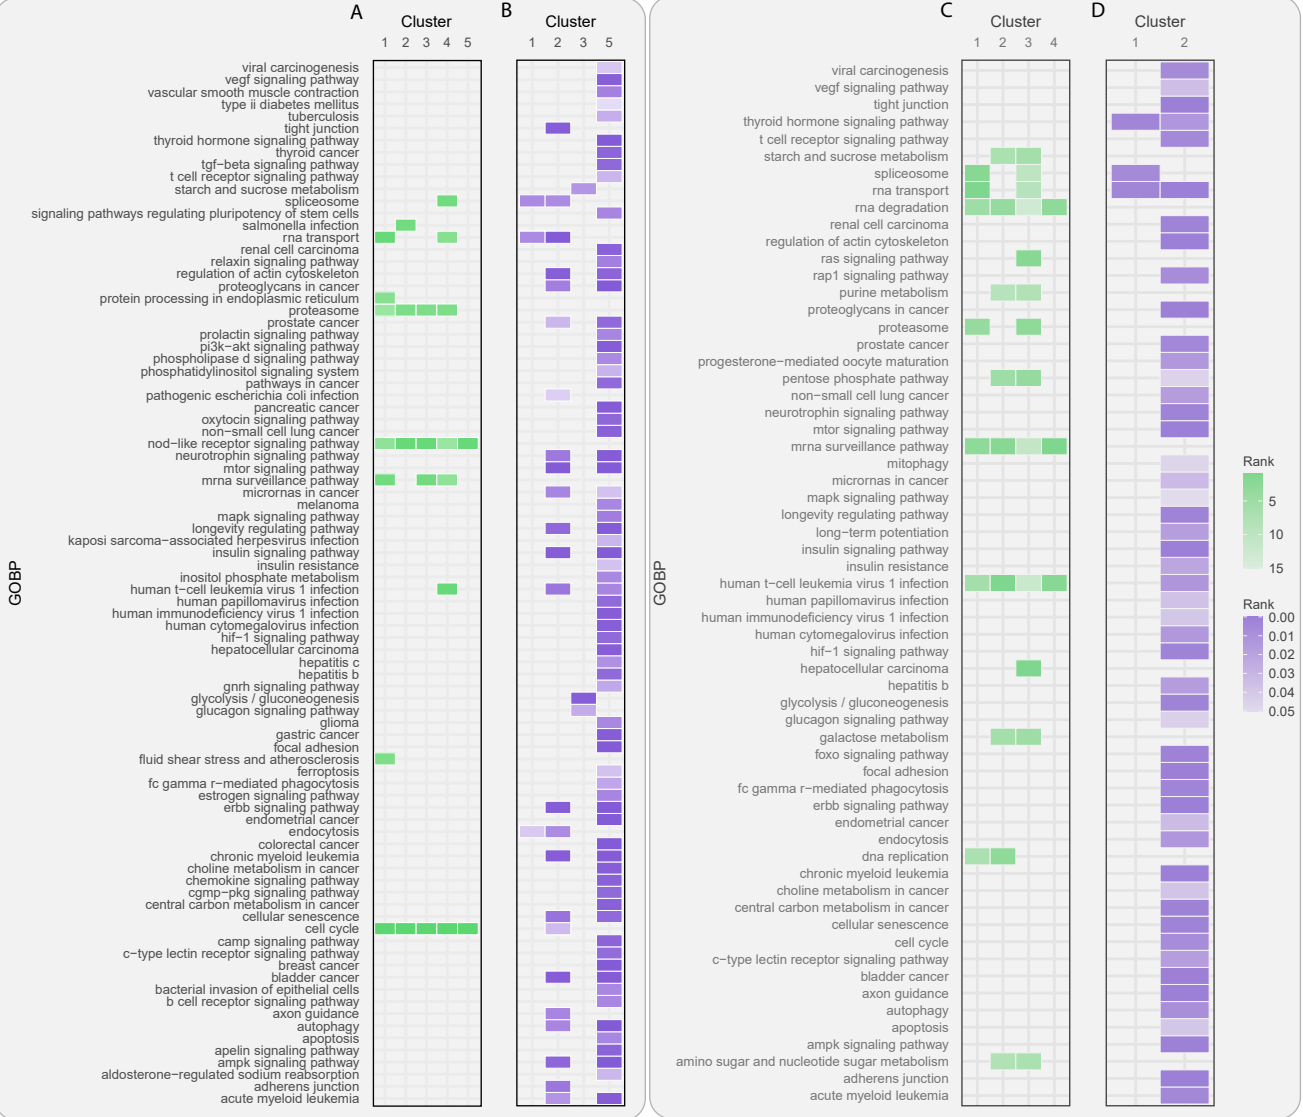 A
Cluster
1 2 3 4 5
B
Cluster
1 2 3 5
GOBP
viral carcinogenesis
vegf signaling pathway
vascular smooth muscle contraction
type ii diabetes mellitus
tuberculosis
tight junction
thyroid hormone signaling pathway
thyroid cancer
tgf−beta signaling pathway
t cell receptor signaling pathway
starch and sucrose metabolism
spliceosome
signaling pathways regulating pluripotency of stem cells
salmonella infection
rna transport
renal cell carcinoma
relaxin signaling pathway
regulation of actin cytoskeleton
proteoglycans in cancer
protein processing in endoplasmic reticulum
proteasome
prostate cancer
prolactin signaling pathway
pi3k−akt signaling pathway
phospholipase d signaling pathway
phosphatidylinositol signaling system
pathways in cancer
pathogenic escherichia coli infection
pancreatic cancer
oxytocin signaling pathway
non−small cell lung cancer
nod−like receptor signaling pathway
neurotrophin signaling pathway
mtor signaling pathway
mrna surveillance pathway
micrornas in cancer
melanoma
mapk signaling pathway
longevity regulating pathway
kaposi sarcoma−associated herpesvirus infection
insulin signaling pathway
insulin resistance
inositol phosphate metabolism
human t−cell leukemia virus 1 infection
human papillomavirus infection
human immunodeficiency virus 1 infection
human cytomegalovirus infection
hif−1 signaling pathway
hepatocellular carcinoma
hepatitis c
hepatitis b
gnrh signaling pathway
glycolysis / gluconeogenesis
glucagon signaling pathway
glioma
gastric cancer
focal adhesion
fluid shear stress and atherosclerosis
ferroptosis
fc gamma r−mediated phagocytosis
estrogen signaling pathway
erbb signaling pathway
endometrial cancer
endocytosis
colorectal cancer
chronic myeloid leukemia
choline metabolism in cancer
chemokine signaling pathway
cgmp−pkg signaling pathway
central carbon metabolism in cancer
cellular senescence
cell cycle
camp signaling pathway
c−type lectin receptor signaling pathway
breast cancer
bladder cancer
bacterial invasion of epithelial cells
b cell receptor signaling pathway
axon guidance
autophagy
apoptosis
apelin signaling pathway
ampk signaling pathway
aldosterone−regulated sodium reabsorption
adherens junction
acute myeloid leukemia
C
Cluster
1 2 3 4
D
Cluster
1 2
GOBP
viral carcinogenesis
vegf signaling pathway
tight junction
thyroid hormone signaling pathway
t cell receptor signaling pathway
starch and sucrose metabolism
spliceosome
rna transport
rna degradation
renal cell carcinoma
regulation of actin cytoskeleton
ras signaling pathway
rap1 signaling pathway
purine metabolism
proteoglycans in cancer
proteasome
prostate cancer
progesterone−mediated oocyte maturation
pentose phosphate pathway
non−small cell lung cancer
neurotrophin signaling pathway
mtor signaling pathway
mrna surveillance pathway
mitophagy
micrornas in cancer
mapk signaling pathway
longevity regulating pathway
long−term potentiation
insulin signaling pathway
insulin resistance
human t−cell leukemia virus 1 infection
human papillomavirus infection
human immunodeficiency virus 1 infection
human cytomegalovirus infection
hif−1 signaling pathway
hepatocellular carcinoma
hepatitis b
glycolysis / gluconeogenesis
glucagon signaling pathway
galactose metabolism
foxo signaling pathway
focal adhesion
fc gamma r−mediated phagocytosis
erbb signaling pathway
endometrial cancer
endocytosis
dna replication
chronic myeloid leukemia
choline metabolism in cancer
central carbon metabolism in cancer
cellular senescence
cell cycle
c−type lectin receptor signaling pathway
bladder cancer
axon guidance
autophagy
apoptosis
ampk signaling pathway
amino sugar and nucleotide sugar metabolism
adherens junction
acute myeloid leukemia
Rank
5
10
15
Rank
0.00
0.01
0.02
0.03
0.04
0.05